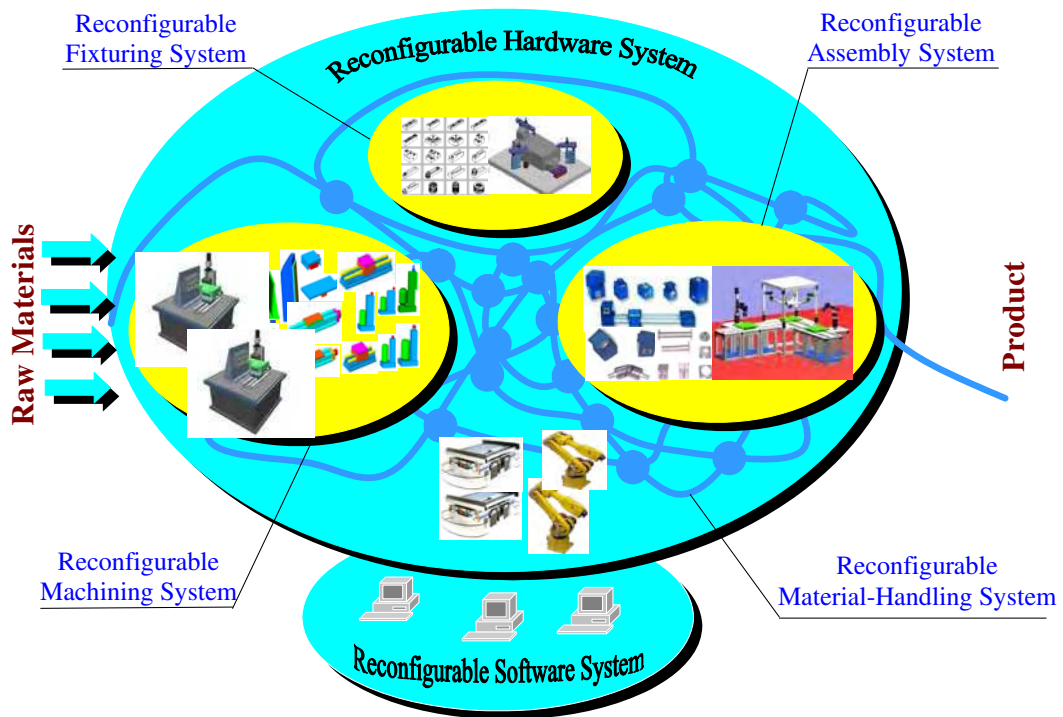 Reconfigurable
Fixturing System
Reconfigurable Hardware System
Reconfigurable
Assembly System
Raw Materials
Product
Reconfigurable
Machining System
Reconfigurable
Material-Handling System
Reconfigurable Software System